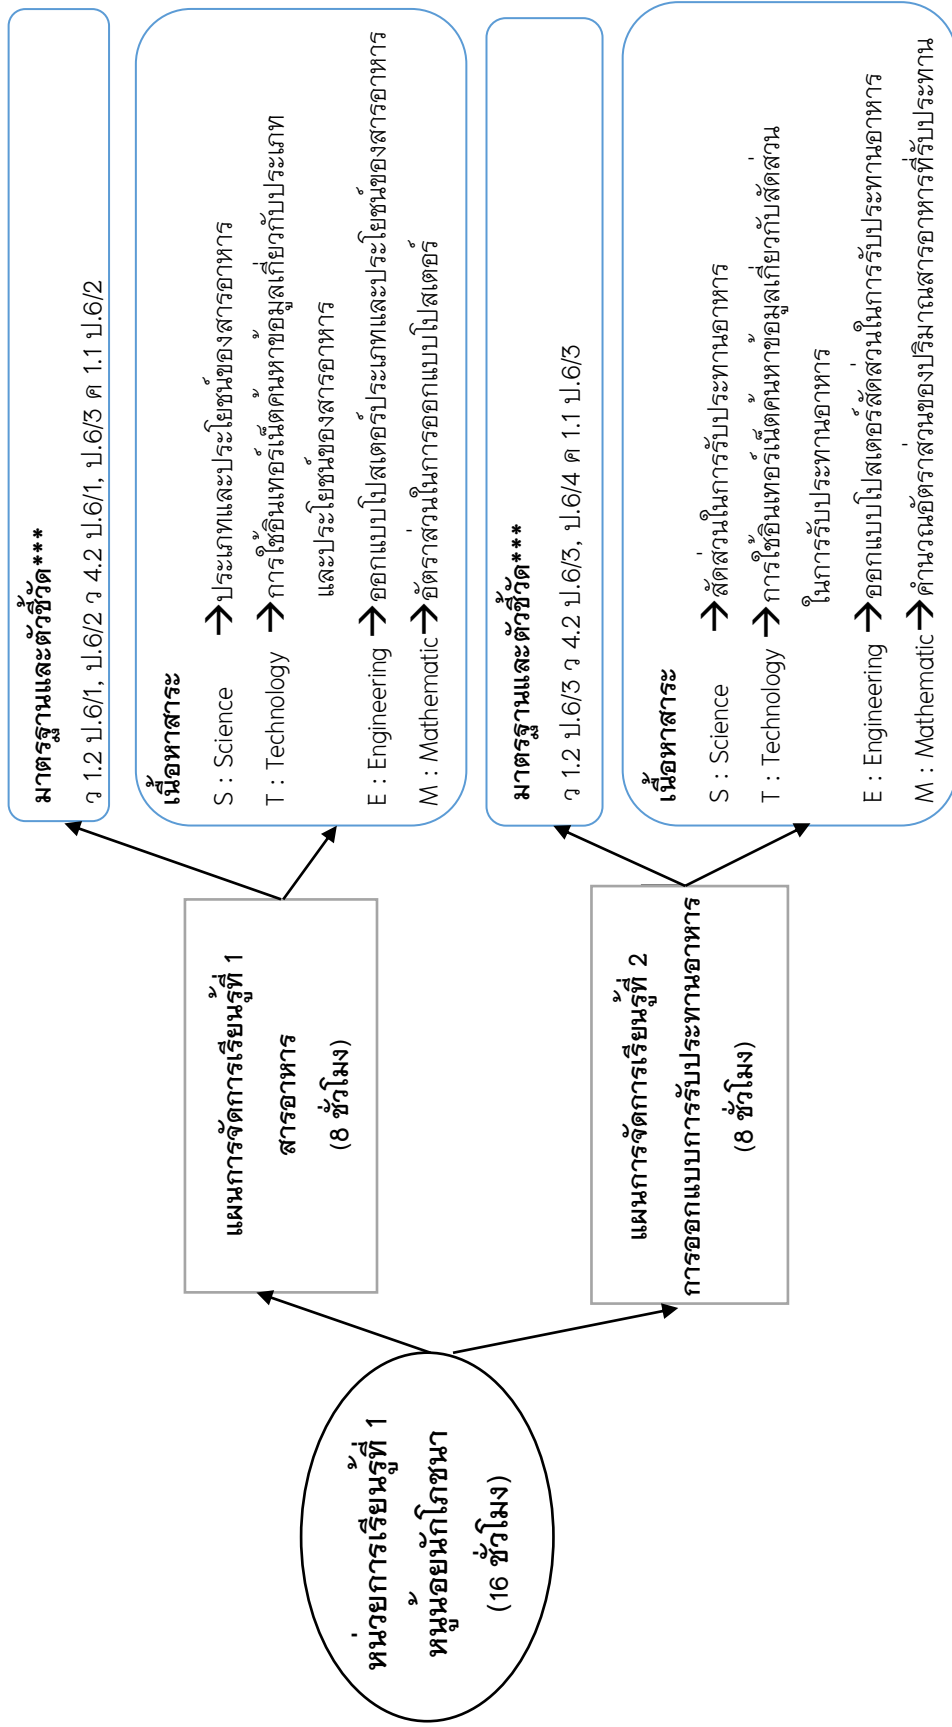 หน่วยการเรียนรู้ที่ 1
หนูน้อยนักโภชนา
(16 ชั่วโมง)
แผนการจัดการเรียนรู้ที่ 1
สารอาหาร
(8 ชั่วโมง)
มาตรฐานและตัวชี้วัด***
ว 1.2 ป.6/1, ป.6/2 ว 4.2 ป.6/1, ป.6/3 ค 1.1 ป.6/2
เนื้อหาสาระ
S : Science → ประเภทและประโยชน์ของสารอาหาร
T : Technology → การใช้อินเทอร์เน็ตค้นหาข้อมูลเกี่ยวกับประเภท
และประโยชน์ของสารอาหาร
E : Engineering → ออกแบบโปสเตอร์ประเภทและประโยชน์ของสารอาหาร
M : Mathematic → อัตราส่วนในการออกแบบโปสเตอร์
แผนการจัดการเรียนรู้ที่ 2
การออกแบบการรับประทานอาหาร
(8 ชั่วโมง)
มาตรฐานและตัวชี้วัด***
ว 1.2 ป.6/3 ว 4.2 ป.6/3, ป.6/4 ค 1.1 ป.6/3
เนื้อหาสาระ
S : Science → สัดส่วนในการรับประทานอาหาร
T : Technology → การใช้อินเทอร์เน็ตค้นหาข้อมูลเกี่ยวกับสัดส่วน
ในการรับประทานอาหาร
E : Engineering → ออกแบบโปสเตอร์สัดส่วนในการรับประทานอาหาร
M : Mathematic → คำนวณอัตราส่วนของปริมาณสารอาหารที่รับประทาน